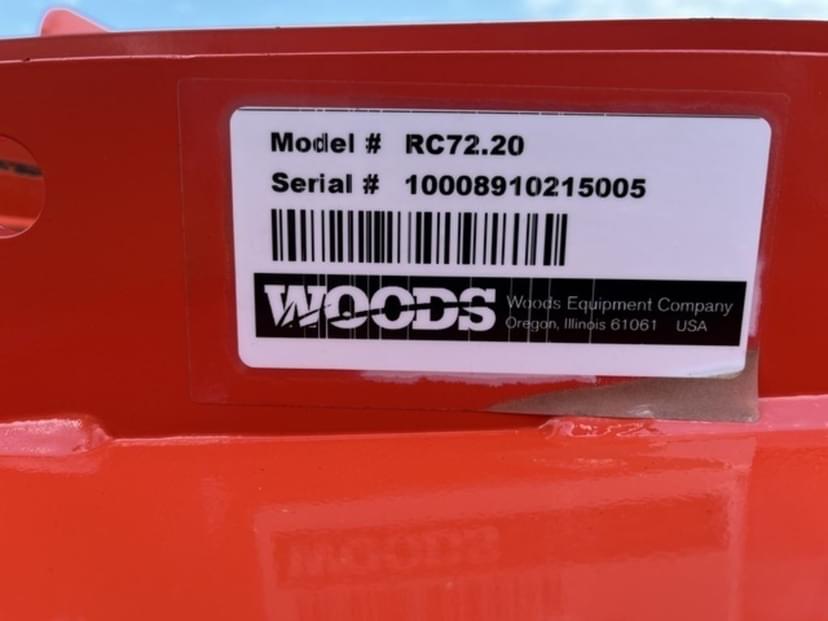 Model # RC72.20
Serial # 10008910215005
WOODS
Woods Equipment Company
Oregon, Illinois 61061 USA